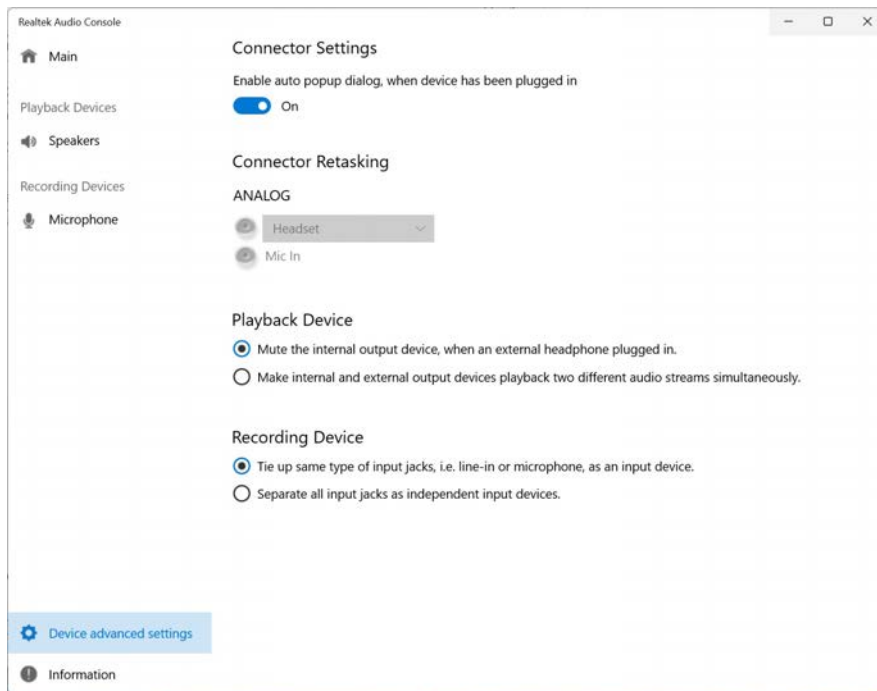 Realtek Audio Console
Main
Playback Devices
Speakers
Recording Devices
Microphone
Device advanced settings
Information
Connector Settings
Enable auto popup dialog, when device has been plugged in
On
Connector Retasking
ANALOG
Headset
Mic In
Playback Device
Mute the internal output device, when an external headphone plugged in.
Make internal and external output devices playback two different audio streams simultaneously.
Recording Device
Tie up same type of input jacks, i.e. line-in or microphone, as an input device.
Separate all input jacks as independent input devices.